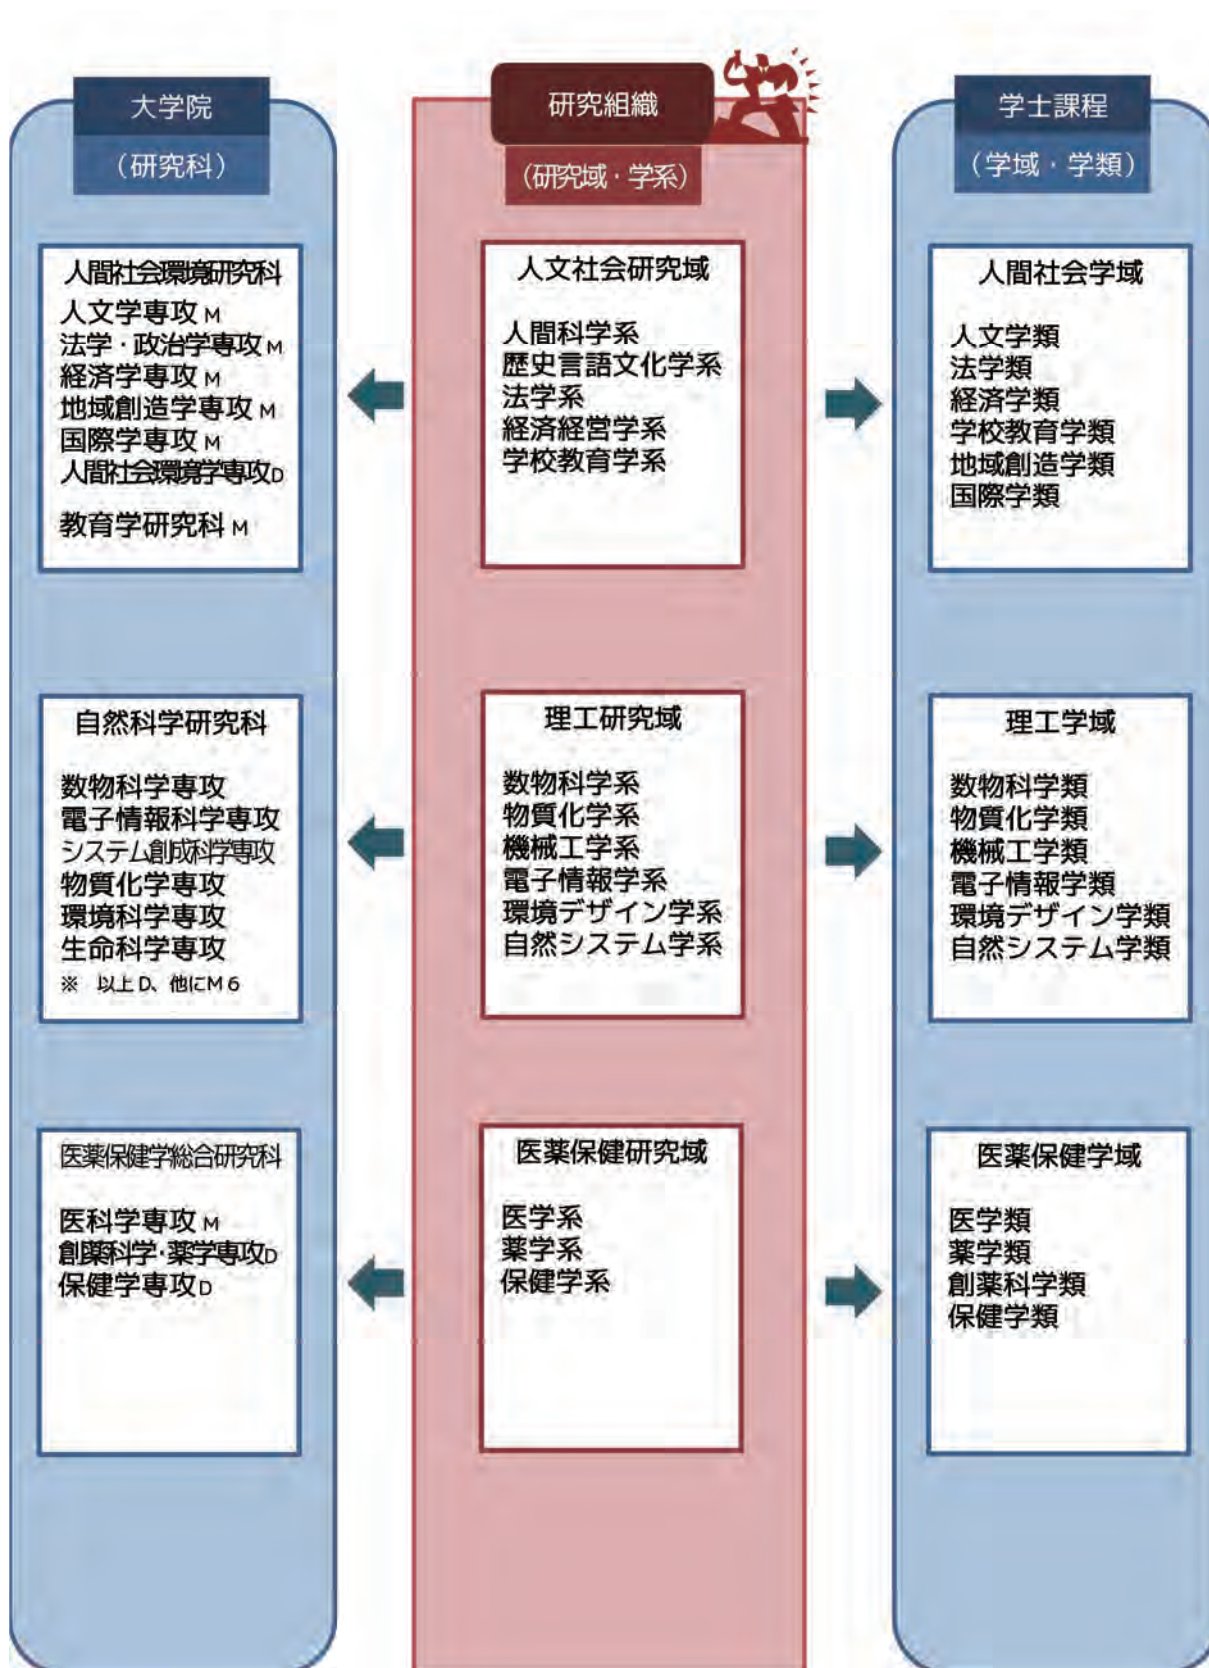 大学院
(研究科)
人間社会環境研究科
人文学専攻 M
法学・政治学専攻 M
経済学専攻 M
地域創造学専攻 M
国際学専攻 M
人間社会環境学専攻 D
教育学研究科 M
自然科学研究科
数物科学専攻
電子情報科学専攻
システム創成科学専攻
物質化学専攻
環境科学専攻
生命科学専攻
※ 以上D、他にM6
医薬保健学総合研究科
医科学専攻 M
創薬科学・薬学専攻D
保健学専攻 D
研究組織
(研究域・学系)
人文社会研究域
人間科学系
歴史言語文化学系
法学系
経済経営学系
学校教育学系
理工研究域
数物科学系
物質化学系
機械工学系
電子情報学系
環境デザイン学系
自然システム学系
医薬保健研究域
医学系
薬学系
保健学系
学士課程
(学域・学類)
人間社会学域
人文学類
法学類
経済学類
学校教育学類
地域創造学類
国際学類
理工学域
数物科学類
物質化学類
機械工学類
電子情報学類
環境デザイン学類
自然システム学類
医薬保健学域
医学類
薬学類
創薬科学類
保健学類